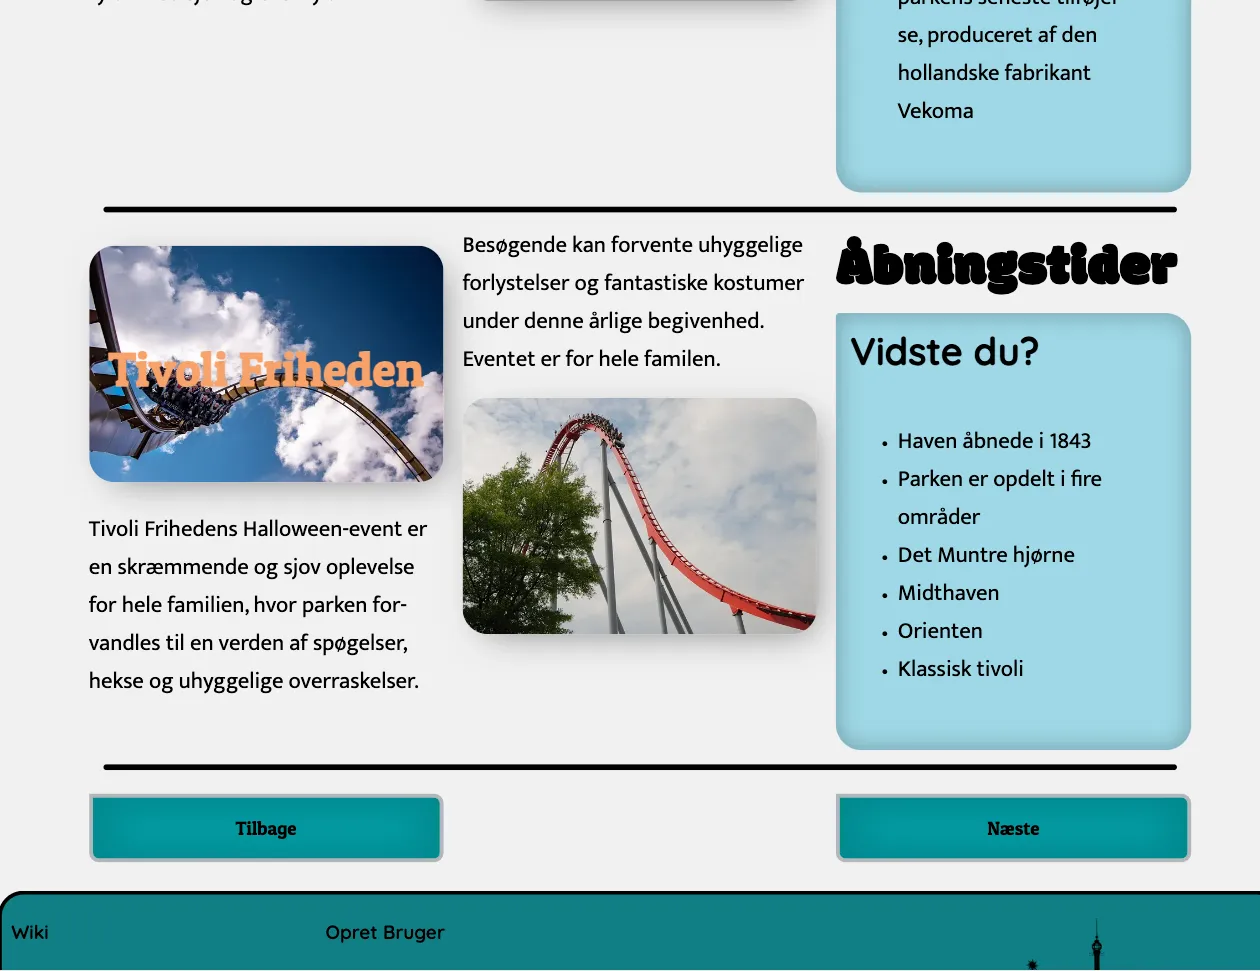 se, produceret af den
hollandske fabrikant
Vekoma
Tivoli Friheden
Tivoli Frihedens Halloween-event er
en skræmmende og sjov oplevelse
for hele familien, hvor parken for-
vandles til en verden af spøgelser,
hekse og uhyggelige overraskelser.
Besøgende kan forvente uhyggelige
forlystelser og fantastiske kostumer
under denne årlige begivenhed.
Eventet er for hele familen.
Åbningstider
Vidste du?
• Haven åbnede i 1843
• Parken er opdelt i fire
områder
• Det Muntre hjørne
• Midthaven
• Orienten
• Klassisk tivoli
Tilbage
Næste
Wiki
Opret Bruger